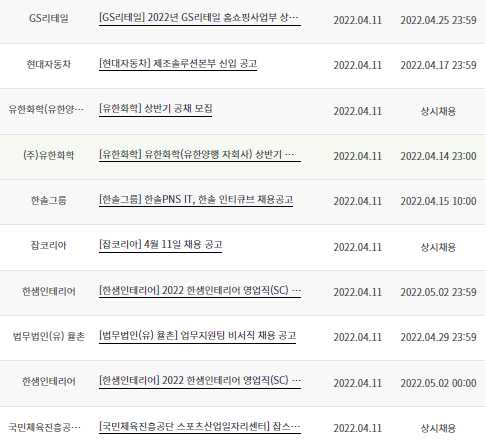 GS리테일 [GS리테일] 2022년 GS리테일 홈쇼핑사업부 상… 2022.04.11 2022.04.25 23:59
현대자동차 [현대자동차] 제조솔루션본부 신입 공고 2022.04.11 2022.04.17 23:59
유한화학(유한양… [유한화학] 상반기 공채 모집 2022.04.11 상시채용
(주)유한화학 [유한화학] 유한화학(유한양행 자회사) 상반기 … 2022.04.11 2022.04.14 23:00
한솔그룹 [한솔그룹] 한솔PNS IT, 한솔 인티큐브 채용공고 2022.04.11 2022.04.15 10:00
잡코리아 [잡코리아] 4월 11일 채용 공고 2022.04.11 상시채용
한샘인테리어 [한샘인테리어] 2022 한샘인테리어 영업직(SC) … 2022.04.11 2022.05.02 23:59
법무법인(유) 율촌 [법무법인(유) 율촌] 업무지원팀 비서직 채용 공고 2022.04.11 2022.04.29 23:59
한샘인테리어 [한샘인테리어] 2022 한샘인테리어 영업직(SC) … 2022.04.11 2022.05.02 00:00
국민체육진흥공… [국민체육진흥공단 스포츠산업일자리센터] 잡스… 2022.04.11 상시채용